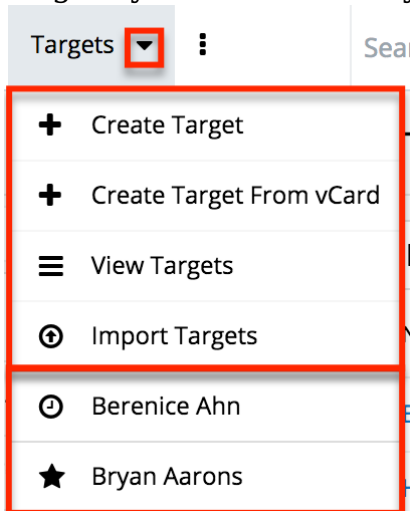 Targets
Sear
Create Target
Create Target From vCard
View Targets
Import Targets
Berenice Ahn
Bryan Aarons